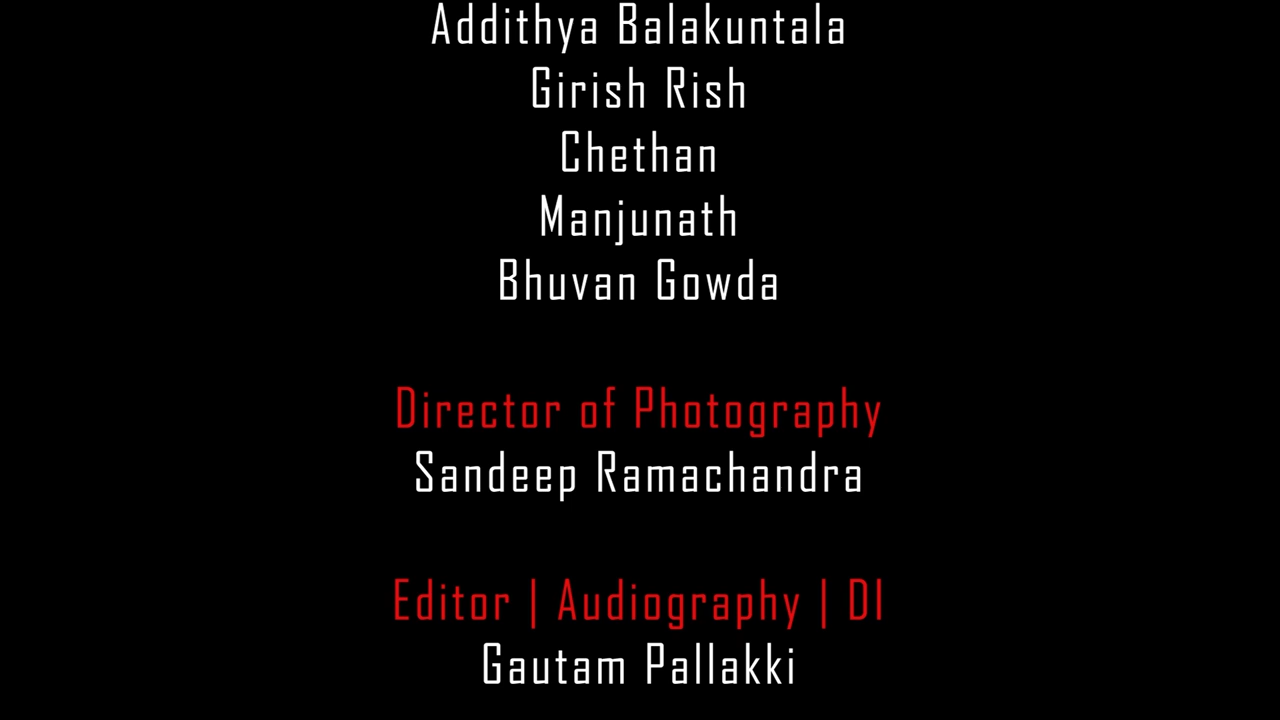 Addithya Balakuntala
Girish Rish
Chethan
Manjunath
Bhuvan Gowda
Director of Photography
Sandeep Ramachandra
Editor | Audiography | DI
Gautam Pallakki